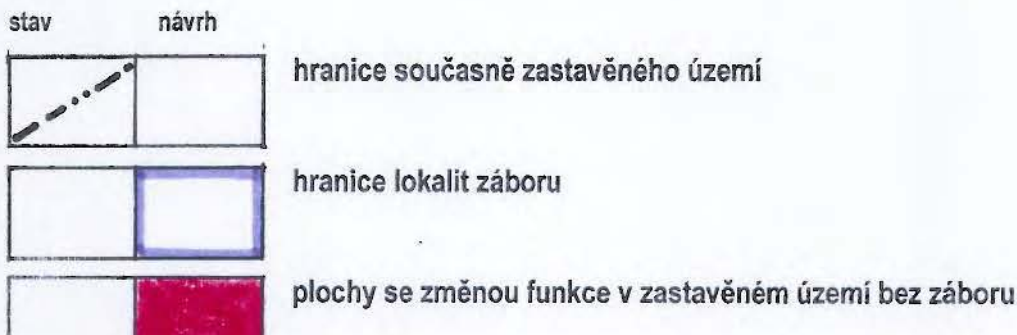 stav návrh
hranice současně zastavěného území
hranice lokalit záboru
plochy se změnou funkce v zastavěném území bez záboru